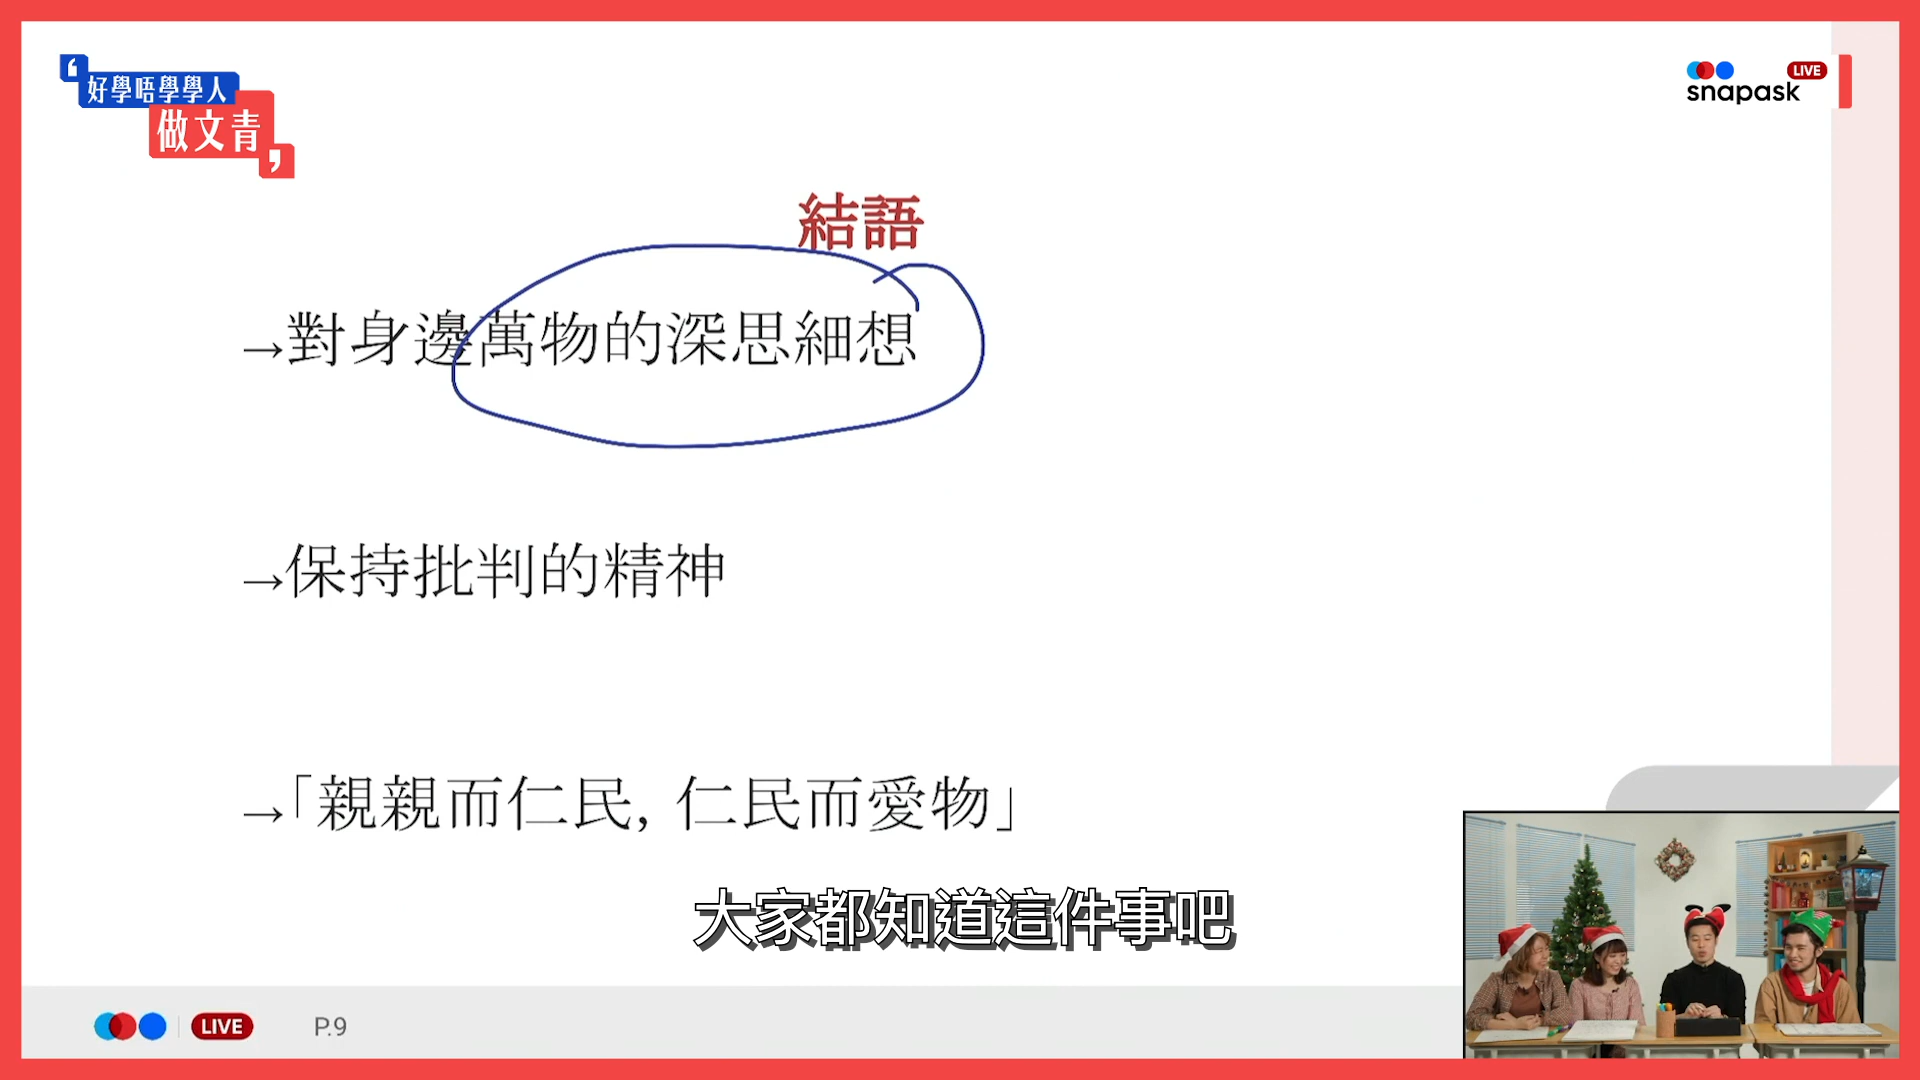 好學唔學學人
做文青
LIVE
snapask
結語
→對身邊萬物的深思細想
→保持批判的精神
→「親親而仁民, 仁民而愛物」
大家都知道這件事吧
LIVE
P.9